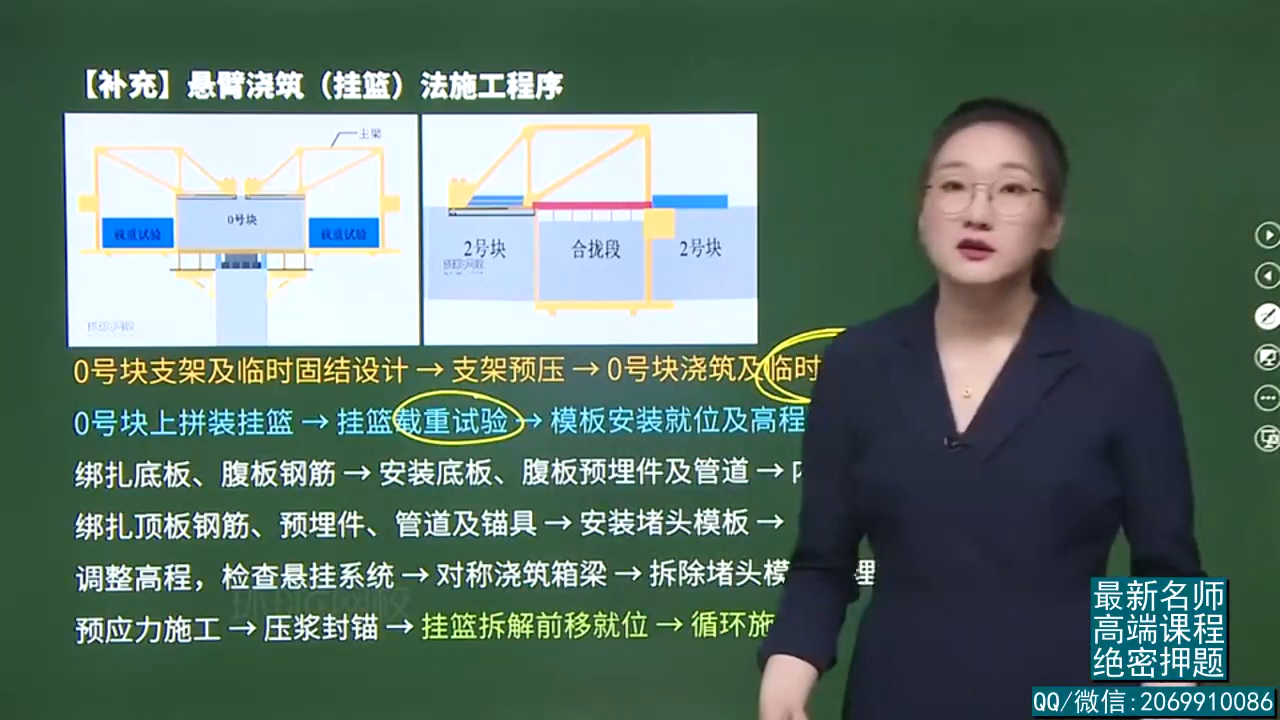 【补充】悬臂浇筑（挂篮）法施工程序
主梁
0号块
载重试验
载重试验
2号块
合拢段
2号块
0号块支架及临时固结设计→支架预压→0号块浇筑及临时
0号块上拼装挂篮→挂篮载重试验→模板安装就位及高程
绑扎底板、腹板钢筋→安装底板、腹板预埋件及管道→
绑扎顶板钢筋、预埋件、管道及锚具→安装堵头模板→
调整高程，检查悬挂系统→对称浇筑箱梁→拆除堵头模 理
预应力施工→压浆封锚→挂篮拆解前移就位→循环施
最新名师
高端课程
绝密押题
QQ/微信:2069910086